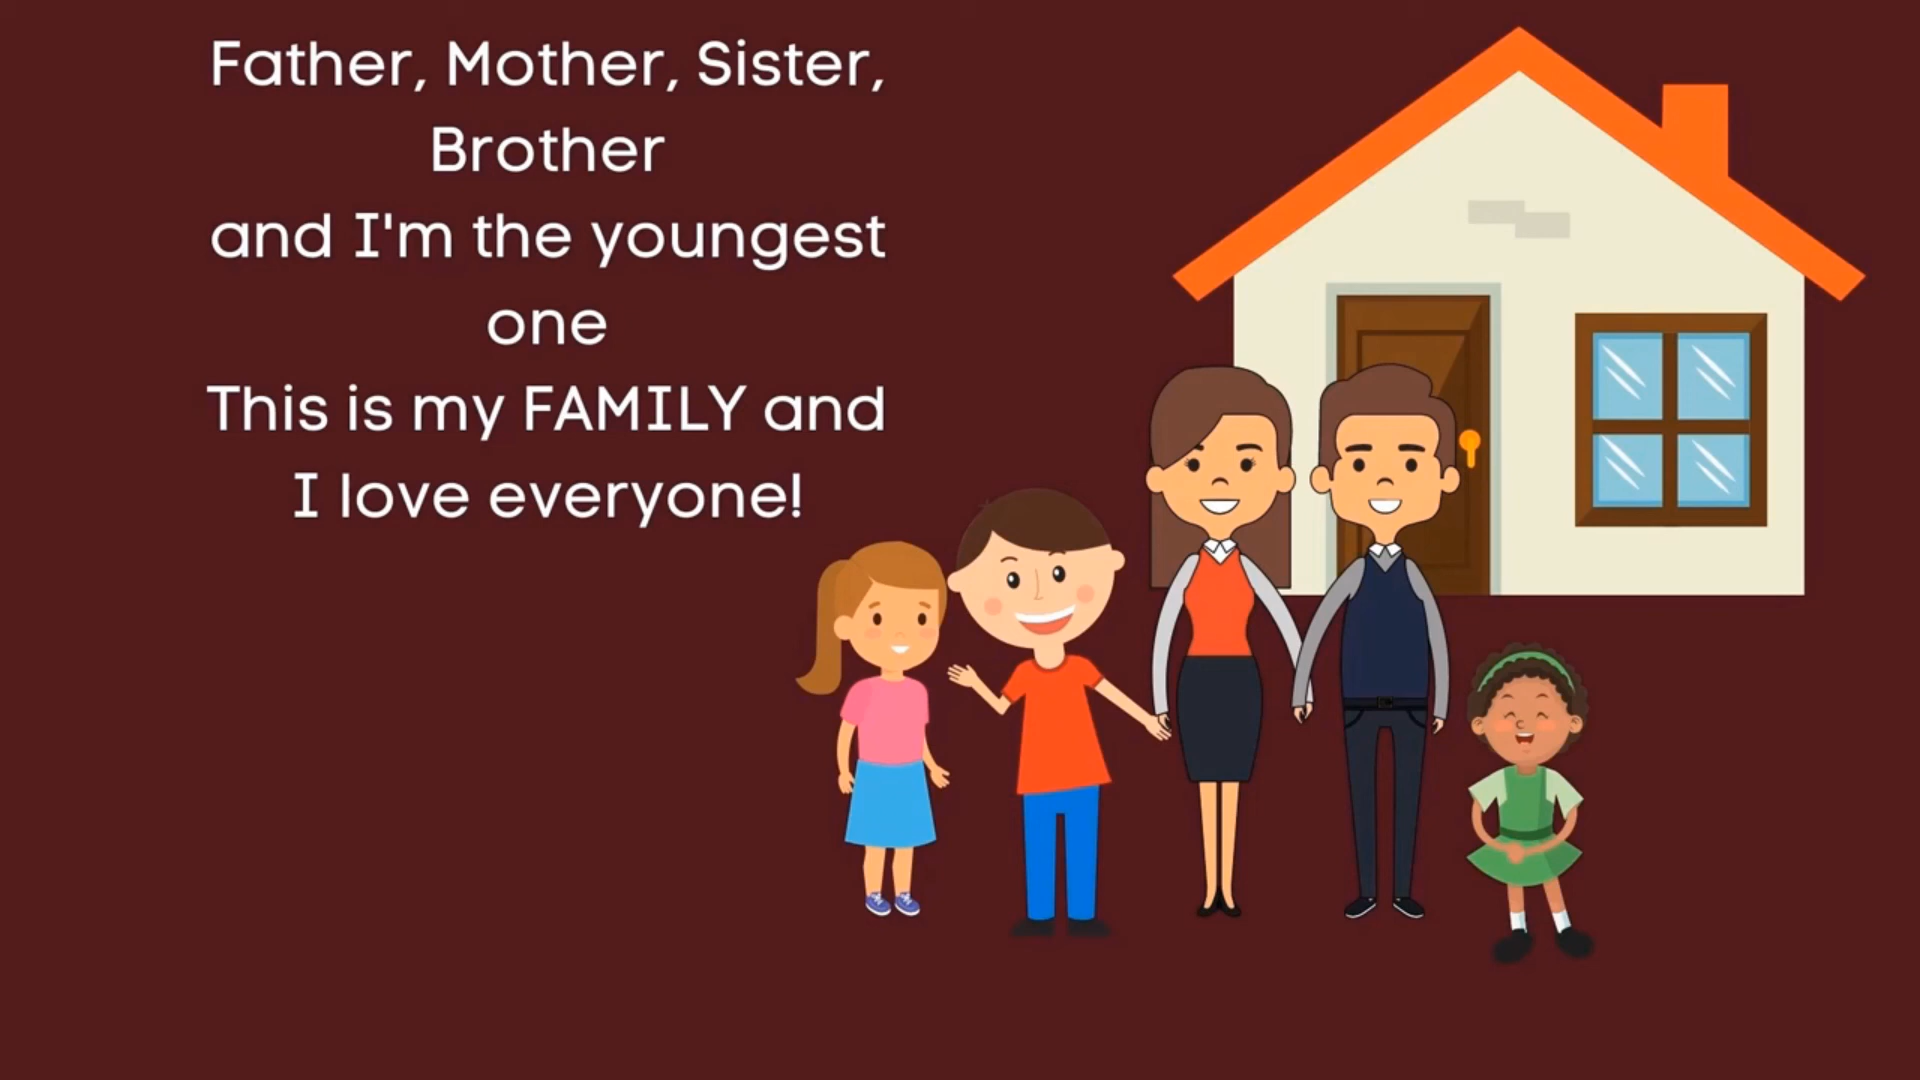 Father, Mother, Sister,
Brother
and I'm the youngest
one
This is my FAMILY and
I love everyone!